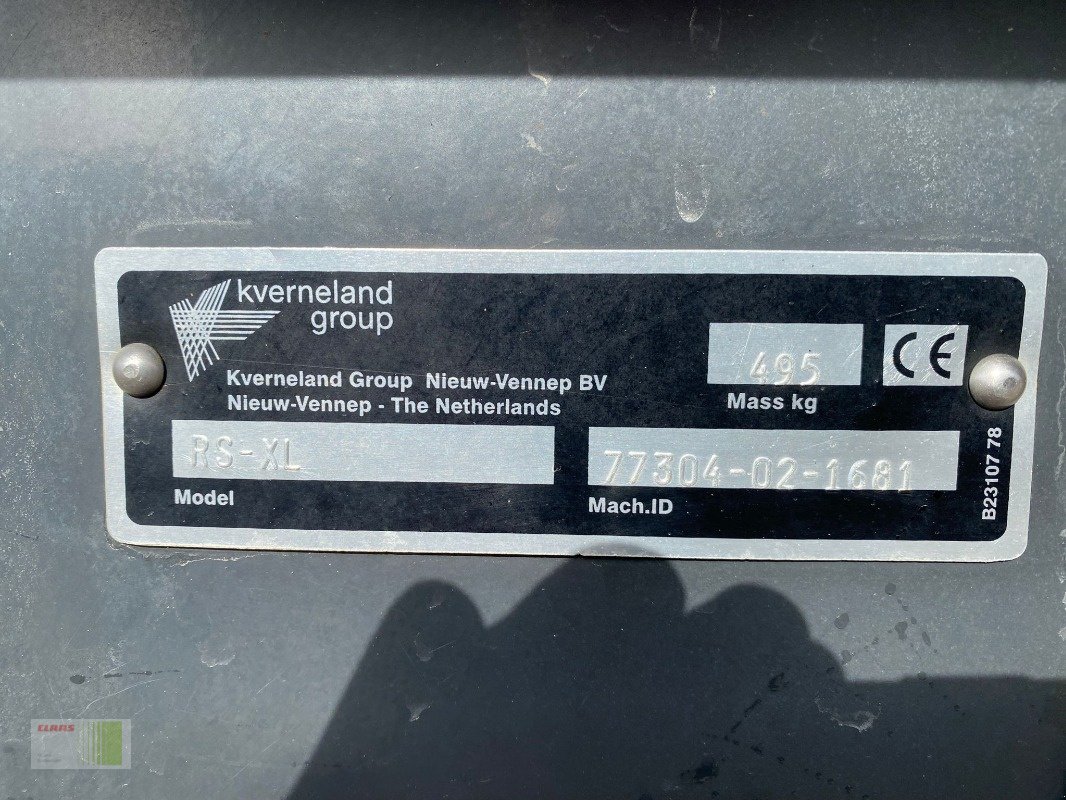 kverneland
group
Kverneland Group Nieuw-Vennep BV
Nieuw-Vennep - The Netherlands
495
Mass kg
CE
RS-XL
Model
77304-02-1681
Mach.ID
B23107 78
CLAAS